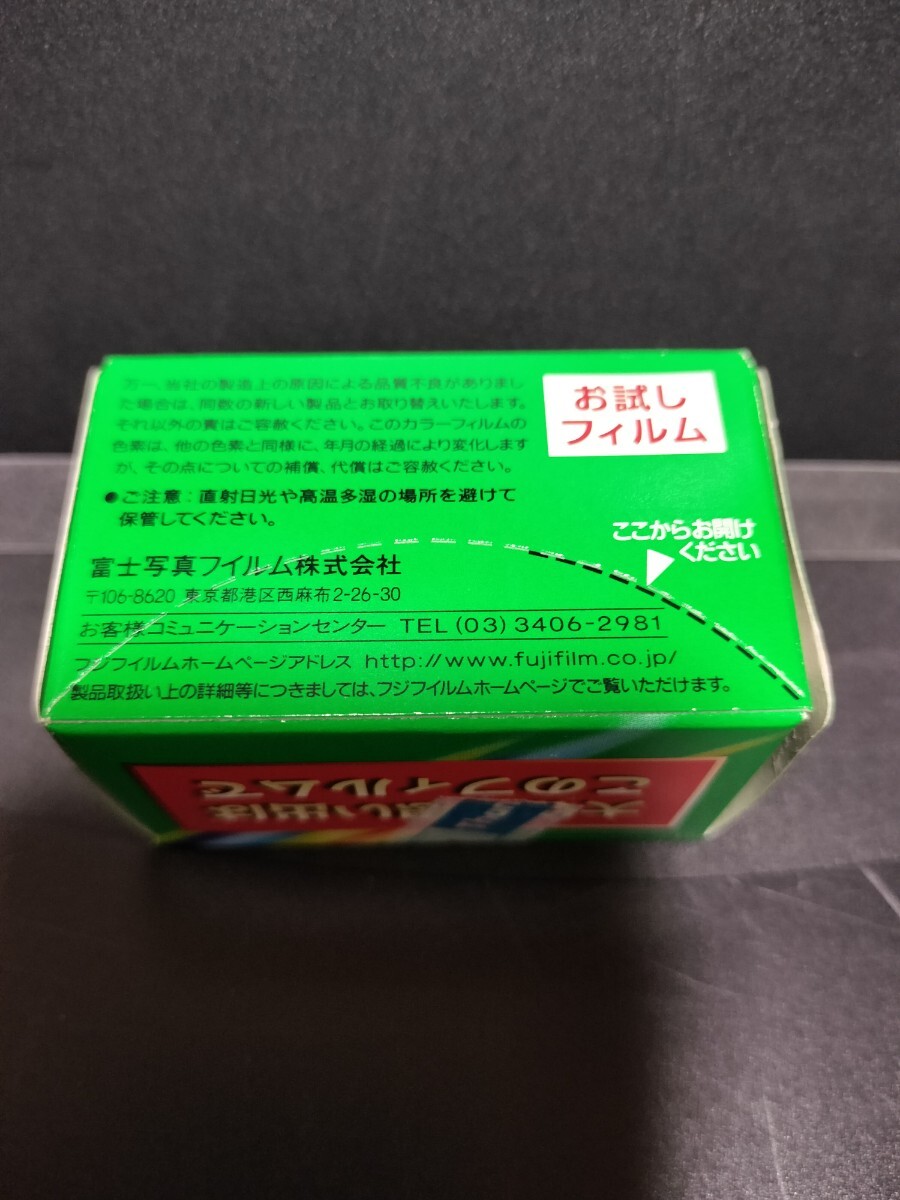 万一、当社の製造上の原因による品質不良がありまし
た場合は、同数の新しい製品とお取り替えいたします。
それ以外の責はご容赦ください。このカラーフィルムの
色素は、他の色素と同様に、年月の経過により変化します
が、その点についての補償、代償はご容赦ください。
●ご注意：直射日光や高温多湿の場所を避けて
保管してください。
お試し
フィルム
ここからお開け
ください
富士写真フイルム株式会社
〒106-8620 東京都港区西麻布2-26-30
お客様コミュニケーションセンター TEL (03) 3406-2981
フジフイルムホームページアドレス http://www.fujifilm.co.jp/
製品取扱い上の詳細等につきましては、フジフイルムホームページでご覧いただけます。
大 い出は
このフィルムで